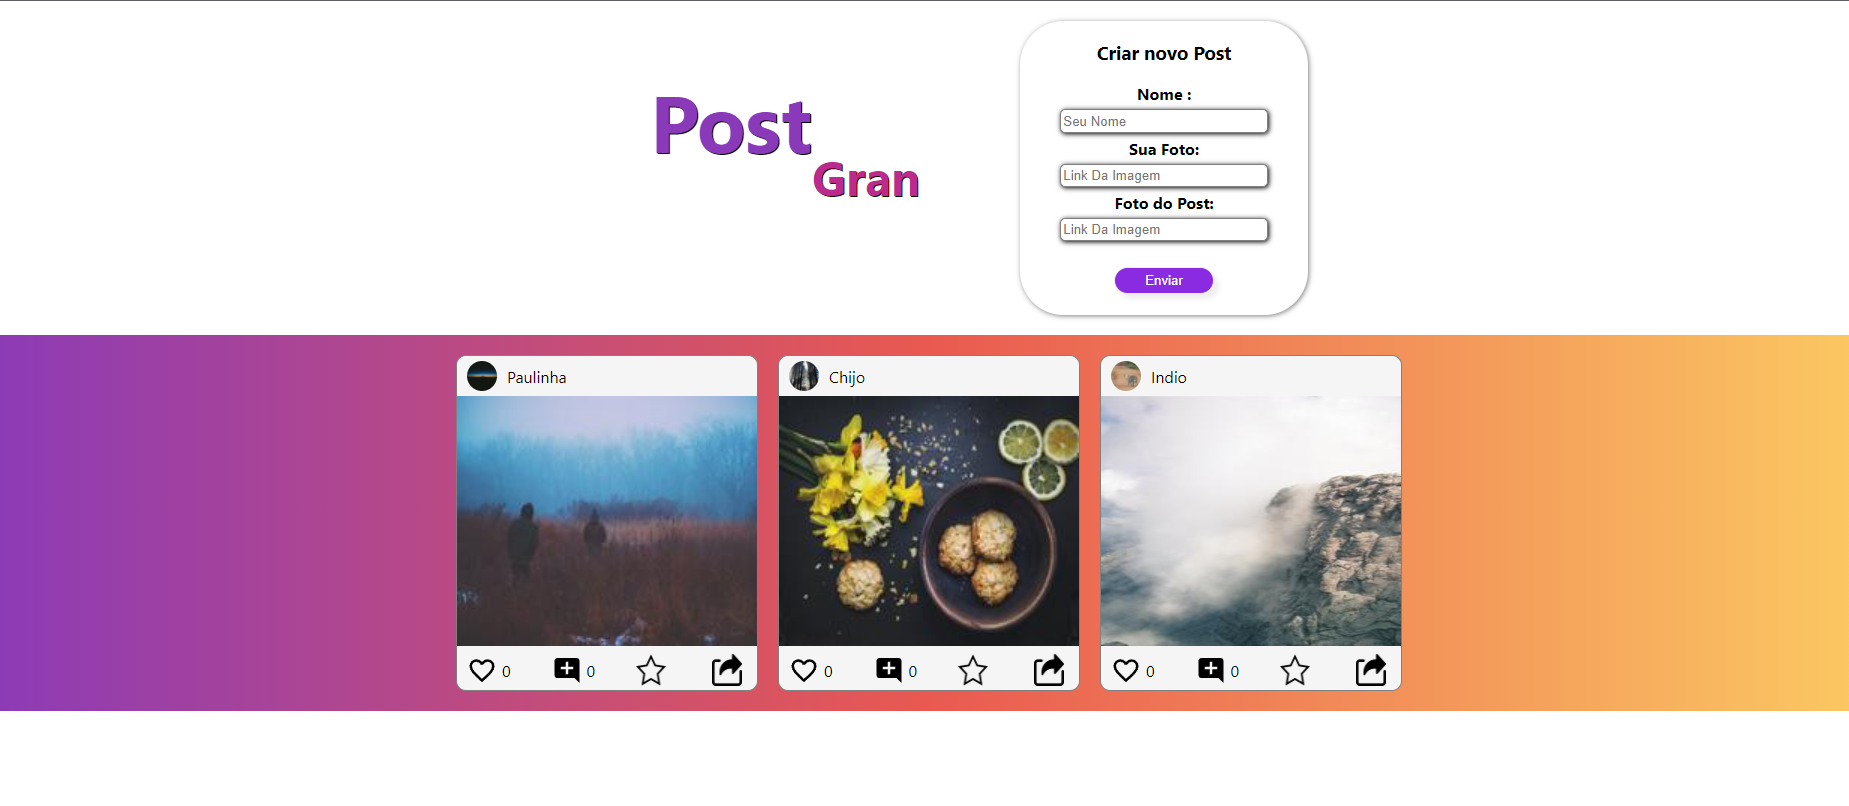 Post
Gran
Criar novo Post
Nome :
Seu Nome
Sua Foto:
Link Da Imagem
Foto do Post:
Link Da Imagem
Enviar
Paulinha
Chijo
Indio
0 0
0 0
0 0